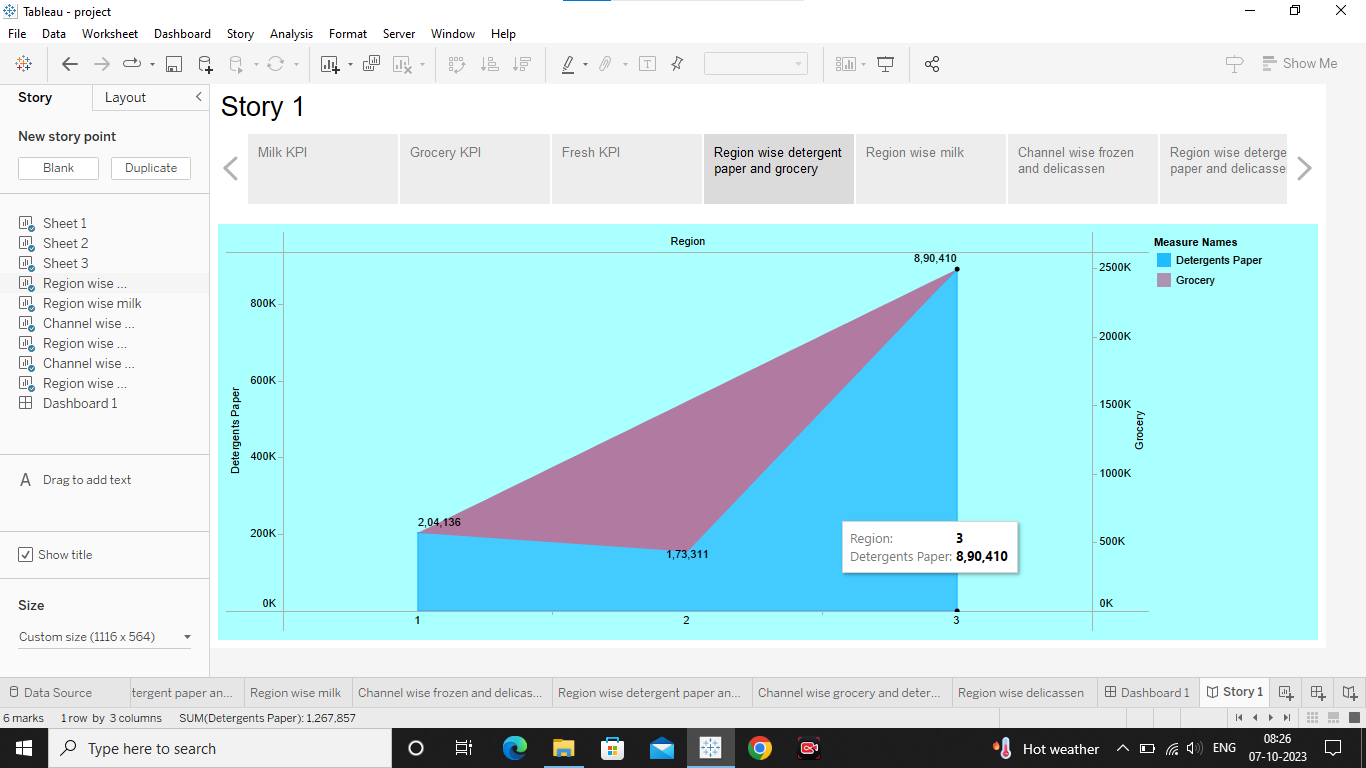 Tableau - project
File Data Worksheet Dashboard Story Analysis Format Server Window Help
Show Me
Story Layout
New story point
Blank Duplicate
Sheet 1
Sheet 2
Sheet 3
Region wise ...
Region wise milk
Channel wise ...
Region wise ...
Channel wise ...
Region wise ...
Dashboard 1
A Drag to add text
Show title
Size
Custom size (1116 x 564)
Story 1
Milk KPI
Grocery KPI
Fresh KPI
Region wise detergent
paper and grocery
Region wise milk
Channel wise frozen
and delicassen
Region wise deterge
paper and delicasse
Region
Detergents Paper
800K
600K
400K
200K
0K
2,04,136
1,73,311
8,90,410
1 2 3
2500K
2000K
1500K
1000K
500K
0K
Grocery
Region: 3
Detergents Paper: 8,90,410
Measure Names
Detergents Paper
Grocery
Data Source tergent paper an... Region wise milk Channel wise frozen and delicas... Region wise detergent paper an... Channel wise grocery and deter... Region wise delicassen Dashboard 1 Story 1
6 marks 1 row by 3 columns SUM(Detergents Paper): 1,267,857
Type here to search
Hot weather
ENG
08:26
07-10-2023